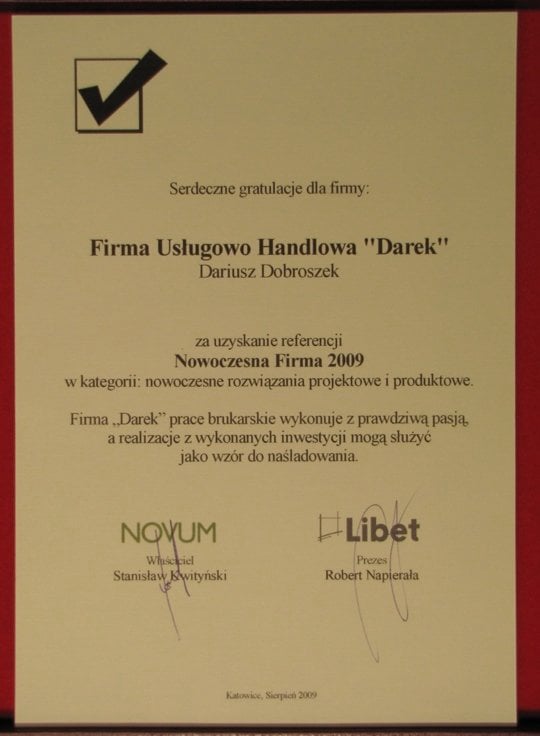 Serdeczne gratulacje dla firmy:
Firma Usługowo Handlowa "Darek"
Dariusz Dobroszek
za uzyskanie referencji
Nowoczesna Firma 2009
w kategorii: nowoczesne rozwiązania projektowe i produktowe.
Firma „Darek” prace brukarskie wykonuje z prawdziwą pasją,
a realizacje z wykonanych inwestycji mogą służyć
jako wzór do naśladowania.
NOVUM
Właściciel
Stanisław Kwityński
Libet
Prezes
Robert Napierała
Katowice, Sierpień 2009